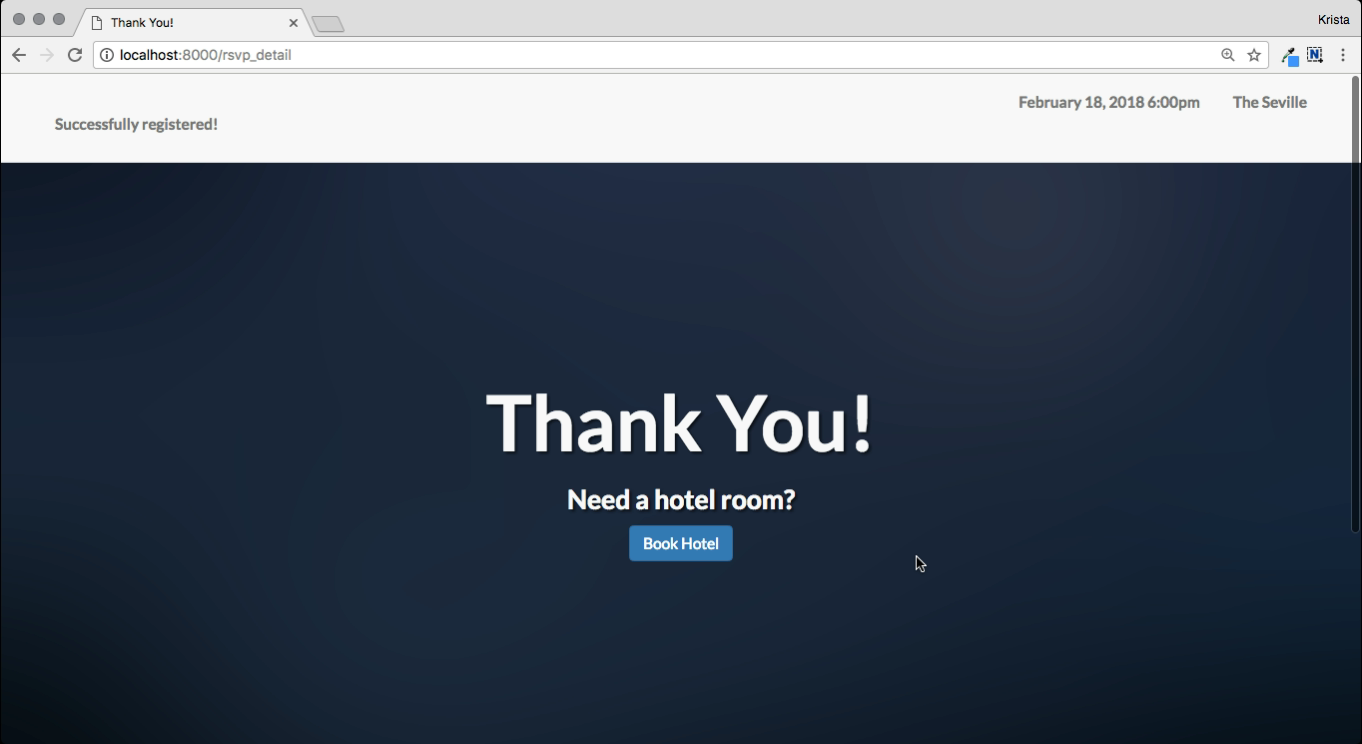 Thank You!
Krista
localhost:8000/rsvp_detail
February 18, 2018 6:00pm The Seville
Successfully registered!
Thank You!
Need a hotel room?
Book Hotel